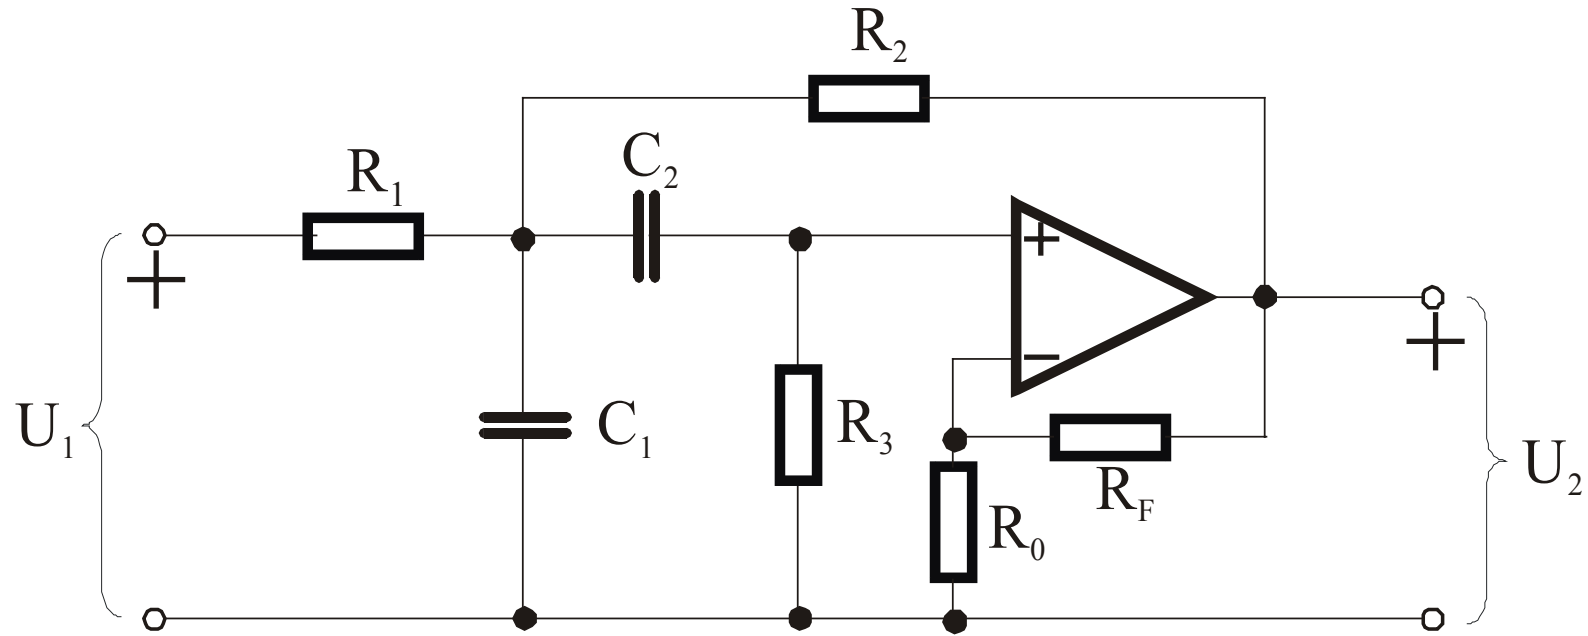 R2
C2
R1
+
+
+
−
U1
C1
R3
RF
R0
U2